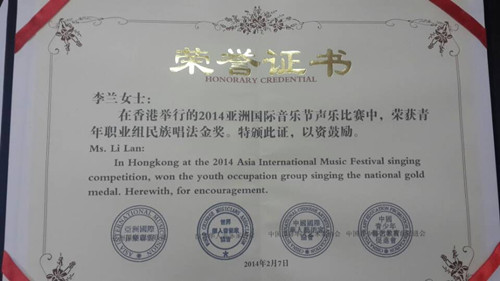 荣誉证书
HONORARY CREDENTIAL
李兰女士：
在香港举行的2014亚洲国际音乐节声乐比赛中，荣获青
年职业组民族唱法金奖。特颁此证，以资鼓励。
Ms. Li Lan:
In Hongkong at the 2014 Asia International Music Festival singing
competition, won the youth occupation group singing the national gold
medal. Herewith, for encouragement.
2014年2月7日